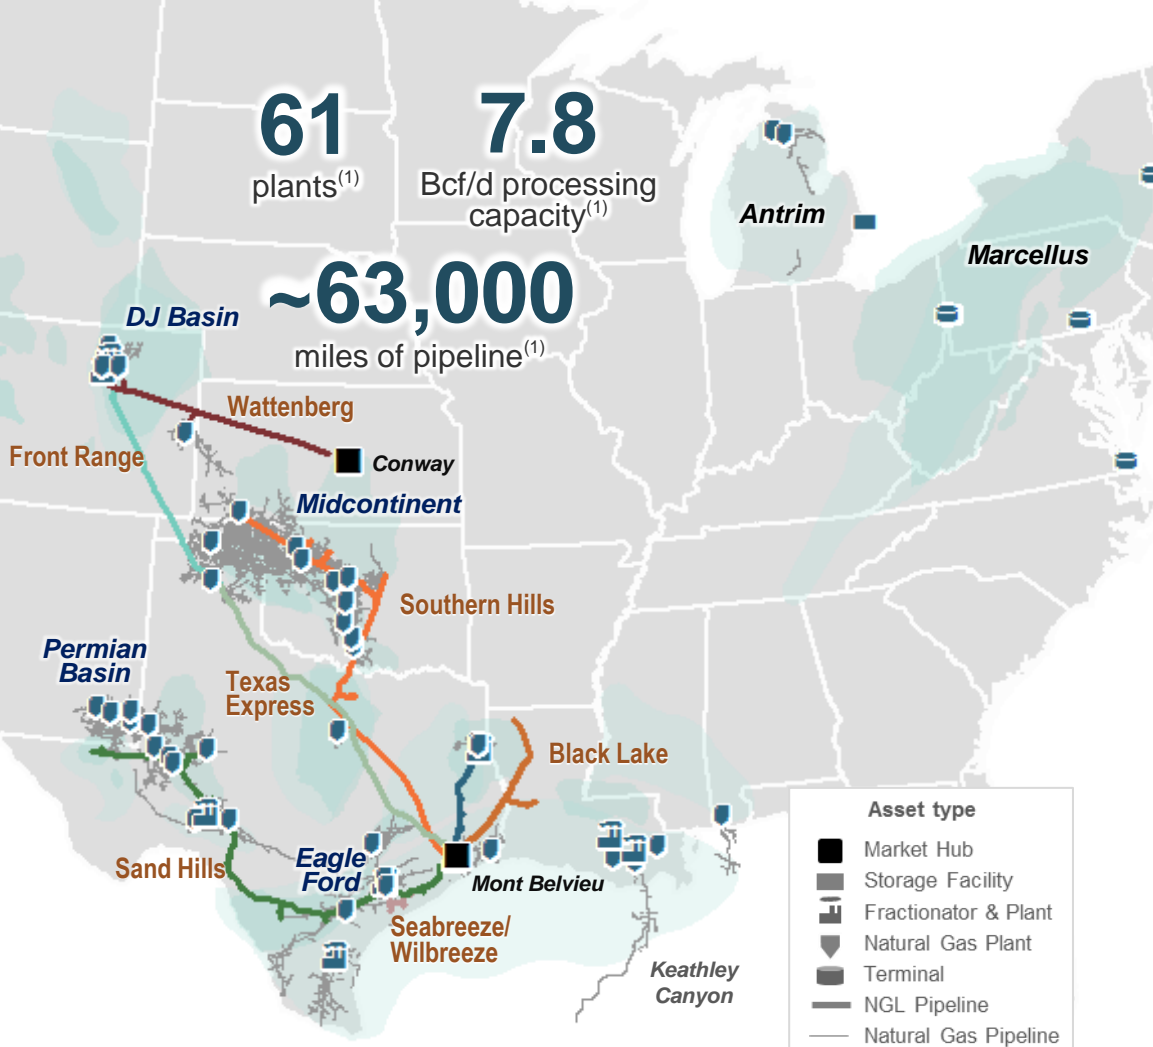 61
plants(1)
7.8
Bcf/d processing
capacity(1)
~63,000
miles of pipeline(1)
Antrim
Marcellus
DJ Basin
Wattenberg
Front Range
Conway
Midcontinent
Southern Hills
Permian
Basin
Texas
Express
Black Lake
Sand Hills
Eagle
Ford
Mont Belvieu
Seabreeze/
Wilbreeze
Keathley
Canyon
Asset type
Market Hub
Storage Facility
Fractionator & Plant
Natural Gas Plant
Terminal
NGL Pipeline
Natural Gas Pipeline